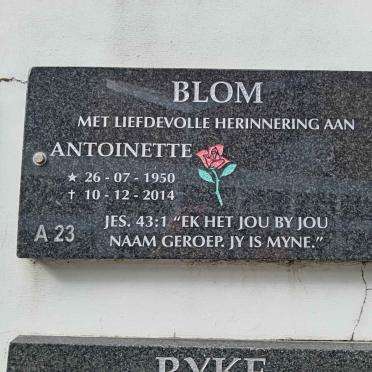 BLOM
MET LIEFDEVOLLE HERINNERING AAN
ANTOINETTE
★ 26 - 07 - 1950
† 10 - 12 - 2014
JES. 43:1 “EK HET JOU BY JOU
NAAM GEROEP. JY IS MYNE.”
A 23
RYKE